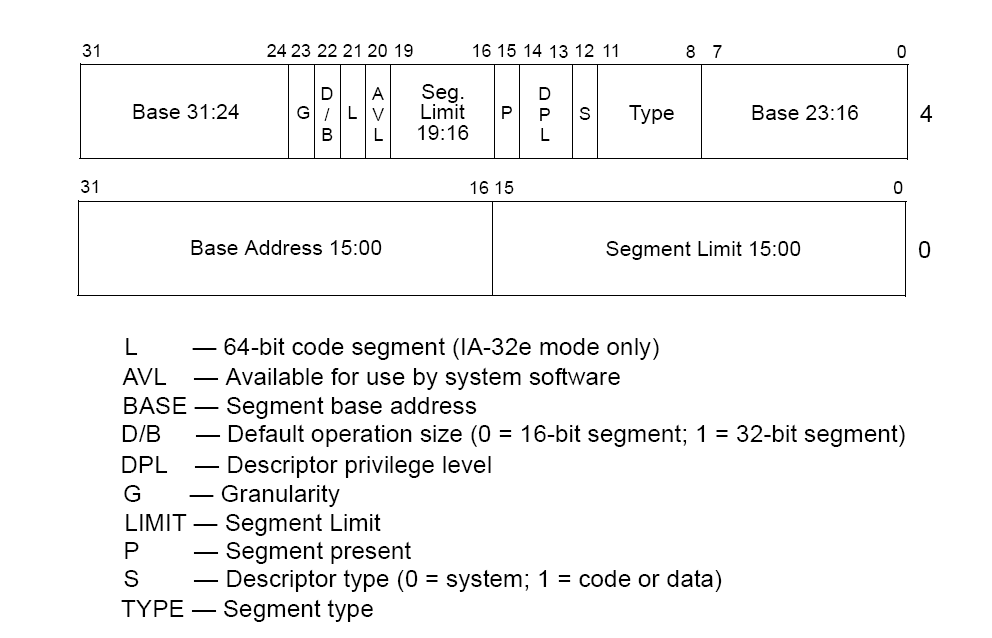 31 24 23 22 21 20 19 16 15 14 13 12 11 8 7 0
Base 31:24 G D/B L AVL Seg. Limit 19:16 P DPL S Type Base 23:16 4
31 16 15 0
Base Address 15:00 Segment Limit 15:00 0
L — 64-bit code segment (IA-32e mode only)
AVL — Available for use by system software
BASE — Segment base address
D/B — Default operation size (0 = 16-bit segment; 1 = 32-bit segment)
DPL — Descriptor privilege level
G — Granularity
LIMIT — Segment Limit
P — Segment present
S — Descriptor type (0 = system; 1 = code or data)
TYPE — Segment type